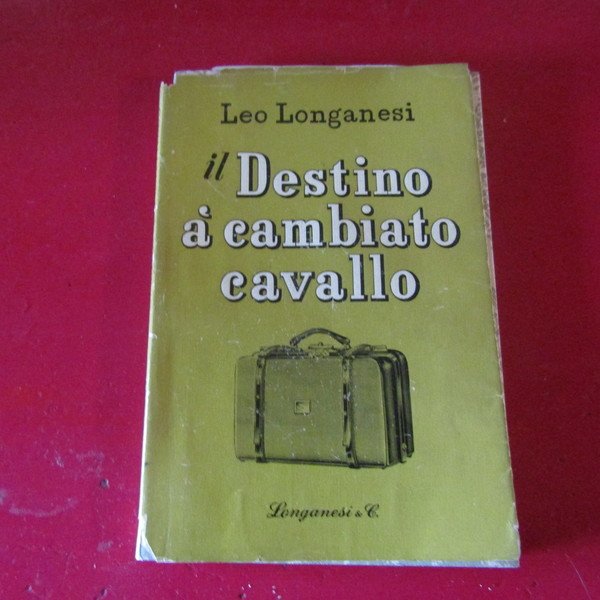 Leo Longanesi
il Destino
à cambiato
cavallo
Longanesi & C.